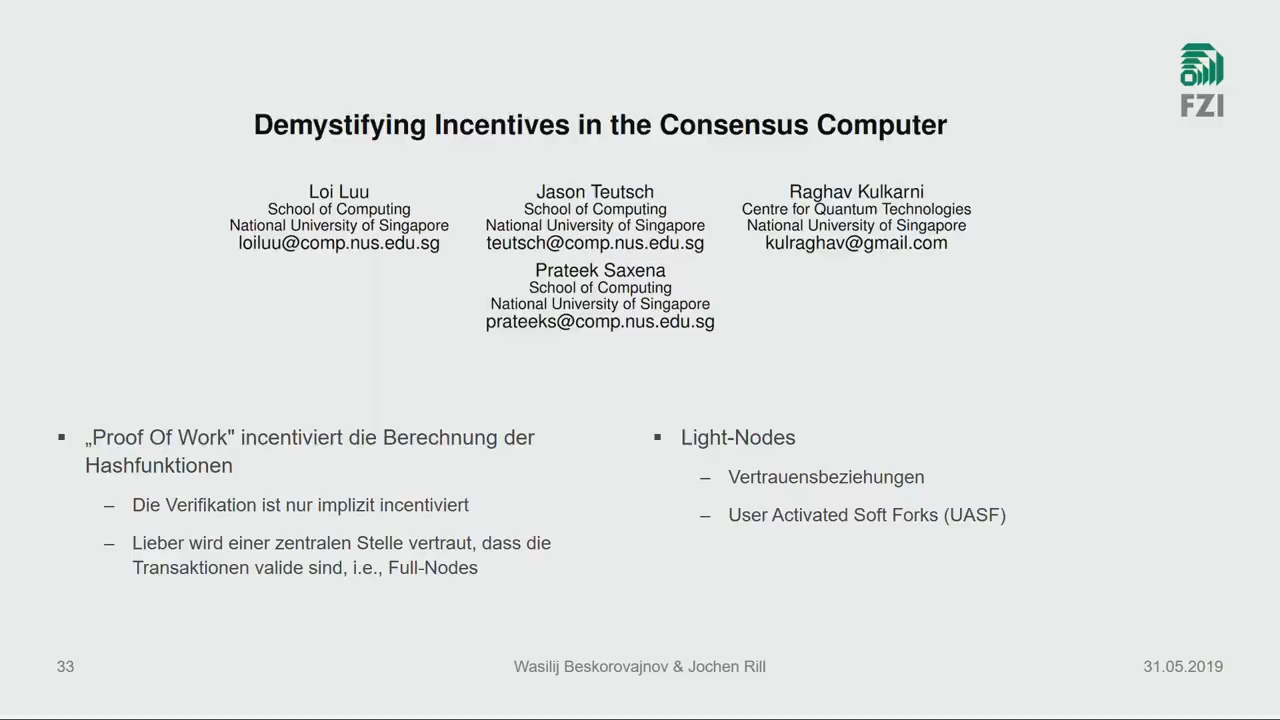 FZI
Demystifying Incentives in the Consensus Computer
Loi Luu
School of Computing
National University of Singapore
loiluu@comp.nus.edu.sg
Jason Teutsch
School of Computing
National University of Singapore
teutsch@comp.nus.edu.sg
Raghav Kulkarni
Centre for Quantum Technologies
National University of Singapore
kulraghav@gmail.com
Prateek Saxena
School of Computing
National University of Singapore
prateeks@comp.nus.edu.sg
▪ „Proof Of Work" incentiviert die Berechnung der
Hashfunktionen
– Die Verifikation ist nur implizit incentiviert
– Lieber wird einer zentralen Stelle vertraut, dass die
Transaktionen valide sind, i.e., Full-Nodes
▪ Light-Nodes
– Vertrauensbeziehungen
– User Activated Soft Forks (UASF)
33
Wasilij Beskorovajnov & Jochen Rill
31.05.2019